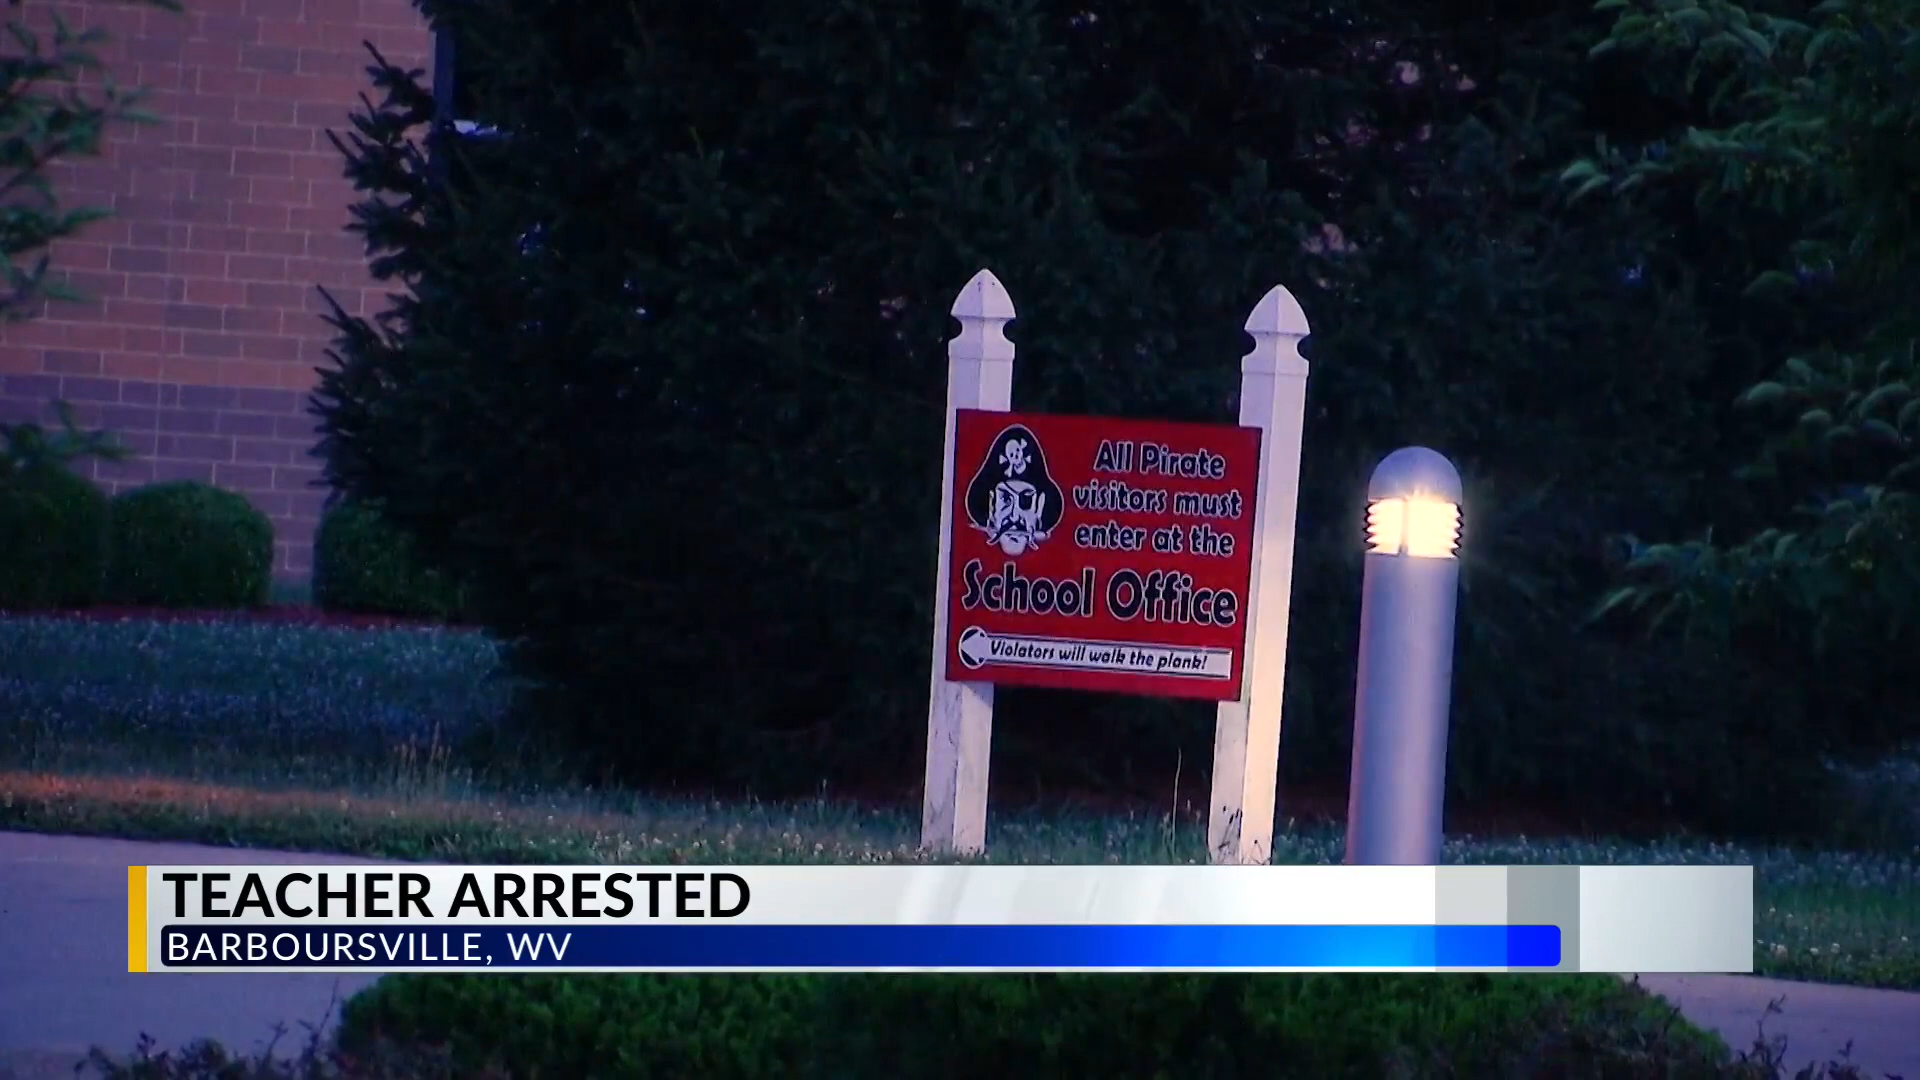 All Pirate
visitors must
enter at the
School Office
Violators will walk the plank!
TEACHER ARRESTED
BARBOURSVILLE, WV